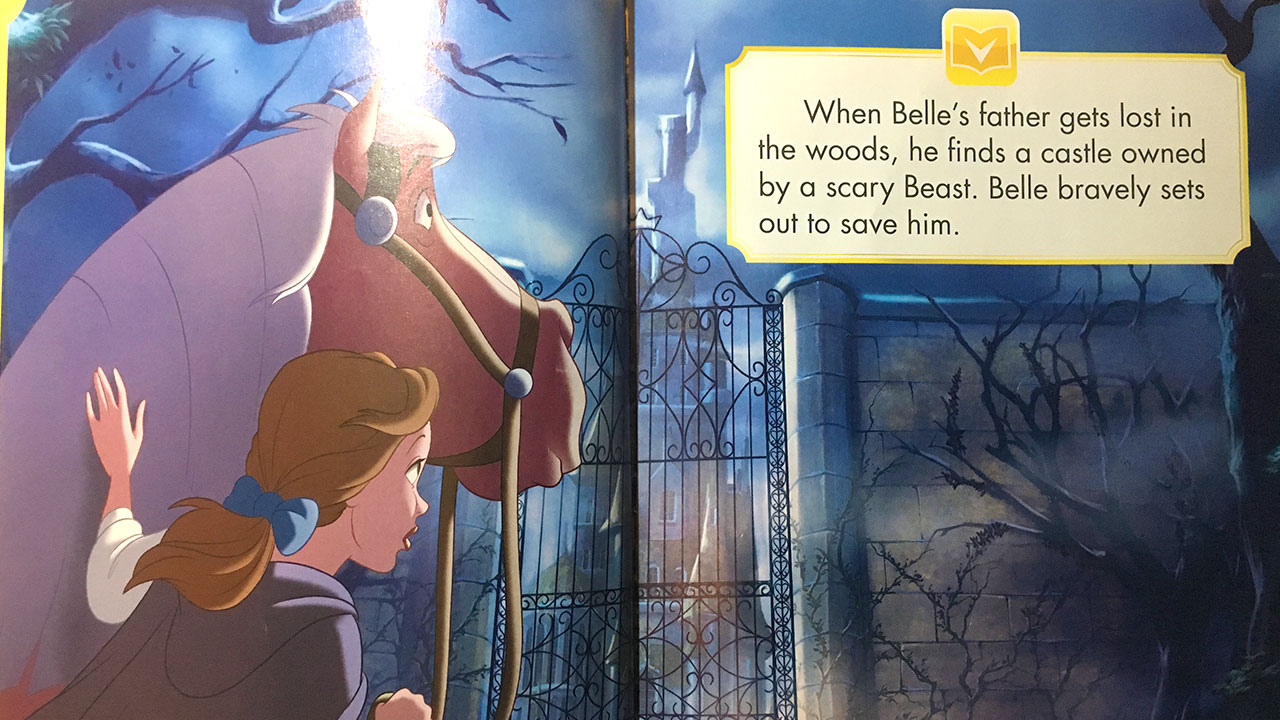 When Belle’s father gets lost in
the woods, he finds a castle owned
by a scary Beast. Belle bravely sets
out to save him.